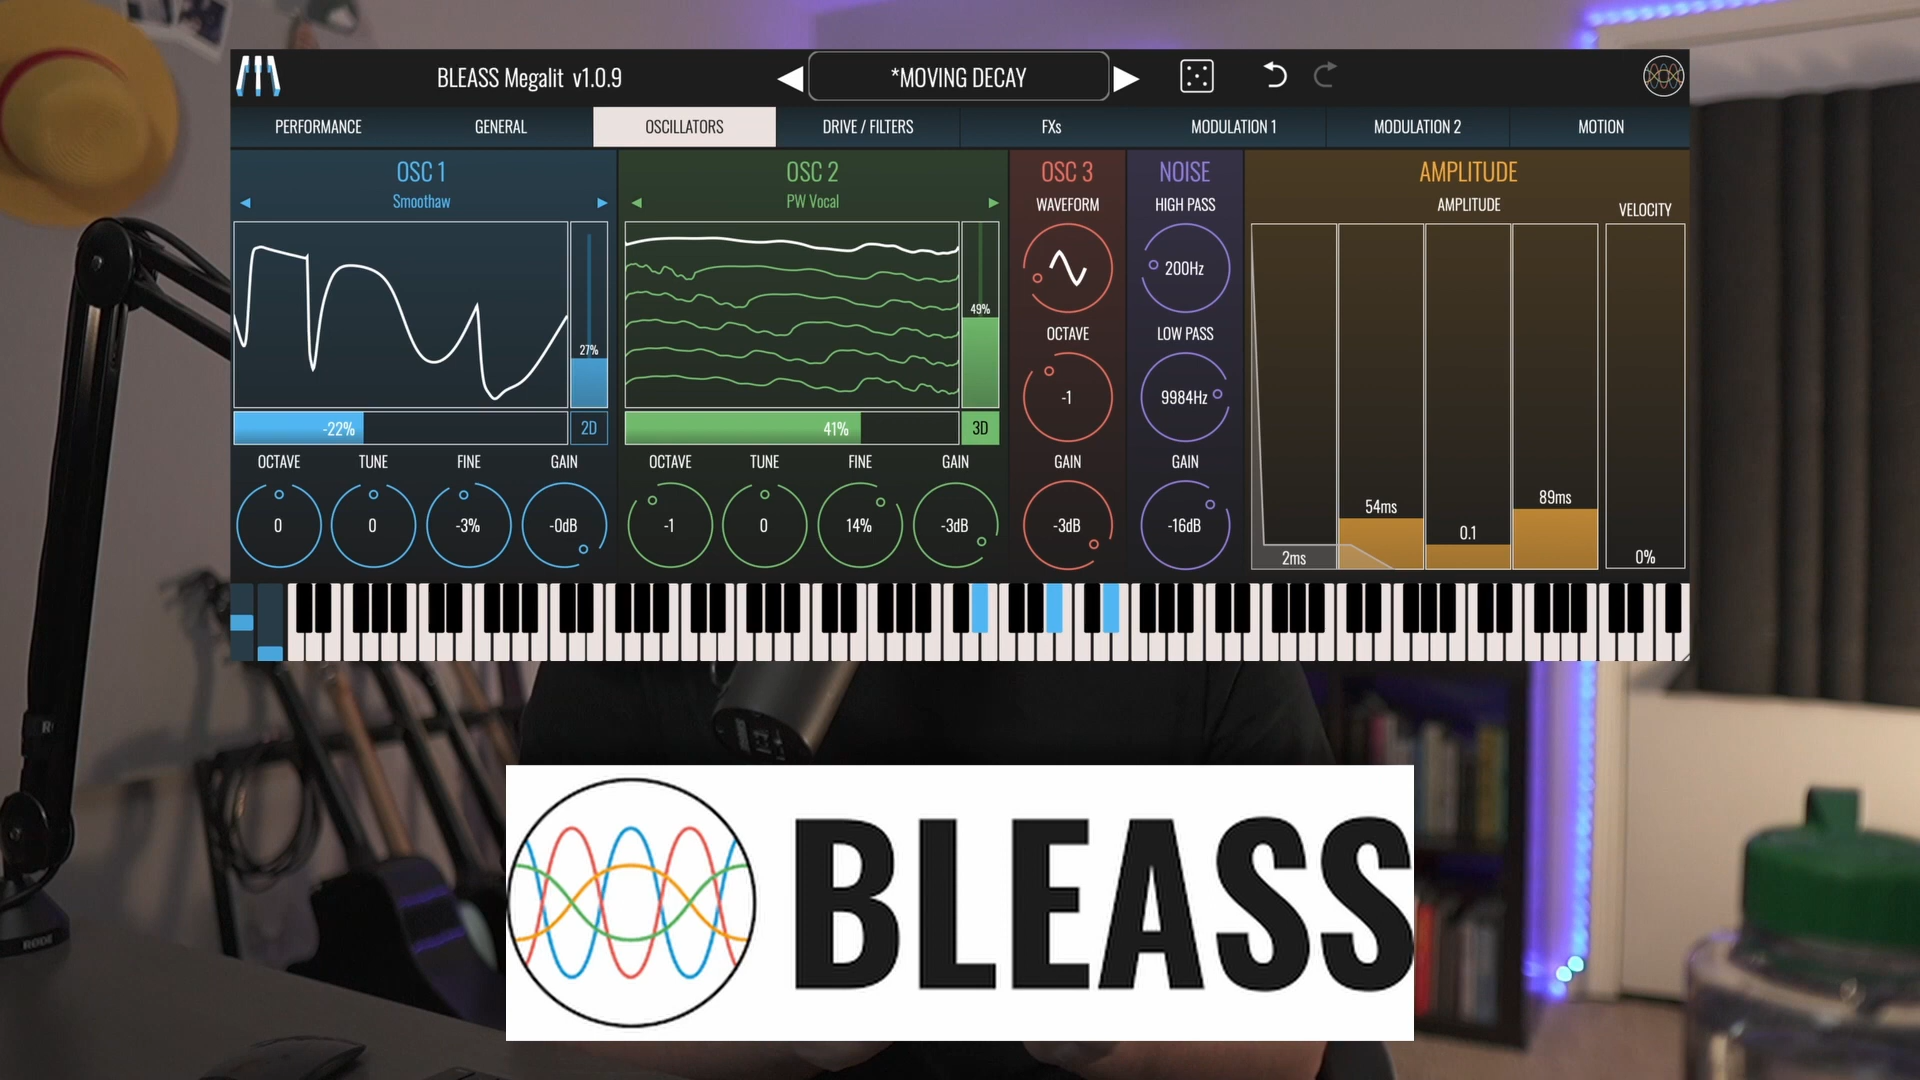 BLEASS Megalit v1.0.9
*MOVING DECAY
PERFORMANCE
GENERAL
OSCILLATORS
DRIVE / FILTERS
FXs
MODULATION 1
MODULATION 2
MOTION
OSC 1
Smoothaw
27%
-22%
2D
OCTAVE
TUNE
FINE
GAIN
0
0
-3%
-0dB
OSC 2
PW Vocal
49%
41%
3D
OCTAVE
TUNE
FINE
GAIN
-1
0
14%
-3dB
OSC 3
WAVEFORM
OCTAVE
-1
GAIN
-3dB
NOISE
HIGH PASS
200Hz
LOW PASS
9984Hz
GAIN
-16dB
AMPLITUDE
AMPLITUDE
VELOCITY
2ms
54ms
0.1
89ms
0%
RØDE
BLEASS